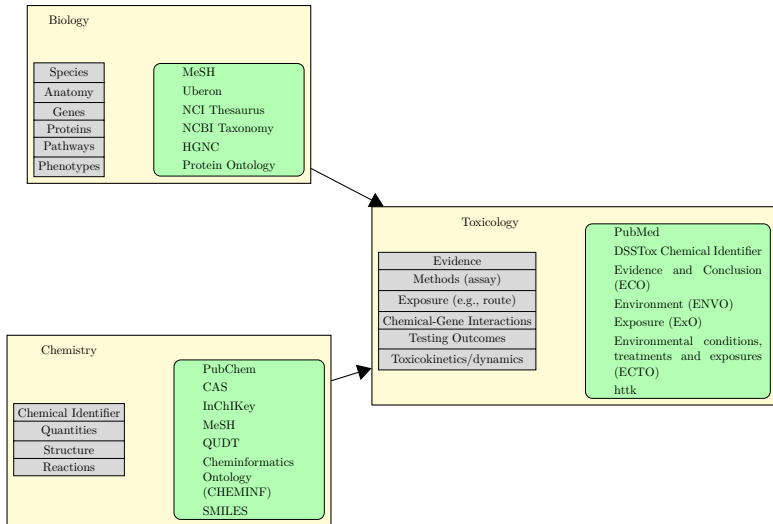 Biology
Species
Anatomy
Genes
Proteins
Pathways
Phenotypes
MeSH
Uberon
NCI Thesaurus
NCBI Taxonomy
HGNC
Protein Ontology
Toxicology
Evidence
Methods (assay)
Exposure (e.g., route)
Chemical-Gene Interactions
Testing Outcomes
Toxicokinetics/dynamics
PubMed
DSSTox Chemical Identifier
Evidence and Conclusion
(ECO)
Environment (ENVO)
Exposure (ExO)
Environmental conditions,
treatments and exposures
(ECTO)
httk
Chemistry
Chemical Identifier
Quantities
Structure
Reactions
PubChem
CAS
InChIKey
MeSH
QUDT
Cheminformatics
Ontology
(CHEMINF)
SMILES